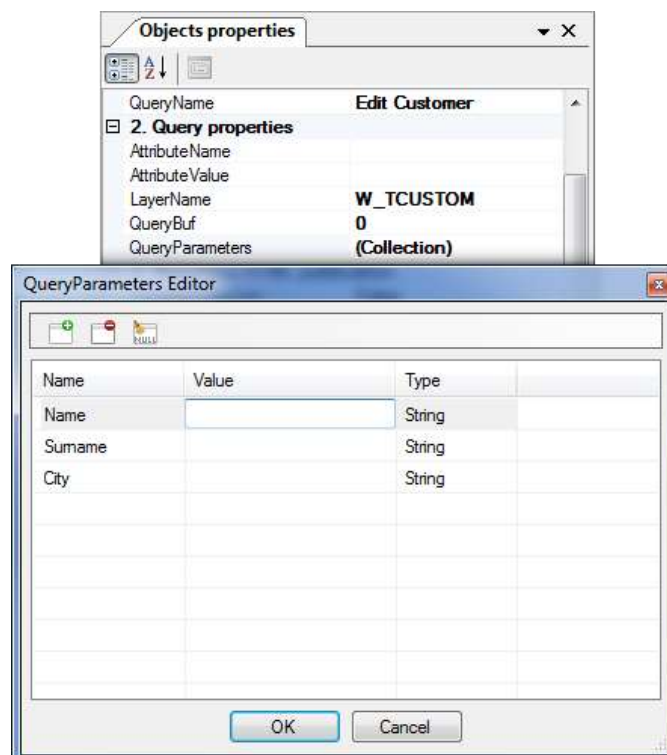 Objects properties
A
Z
QueryName Edit Customer
2. Query properties
AttributeName
AttributeValue
LayerName W_TCUSTOM
QueryBuf 0
QueryParameters (Collection)
QueryParameters Editor
NULL
Name Value Type
Name String
Surname String
City String
OK Cancel